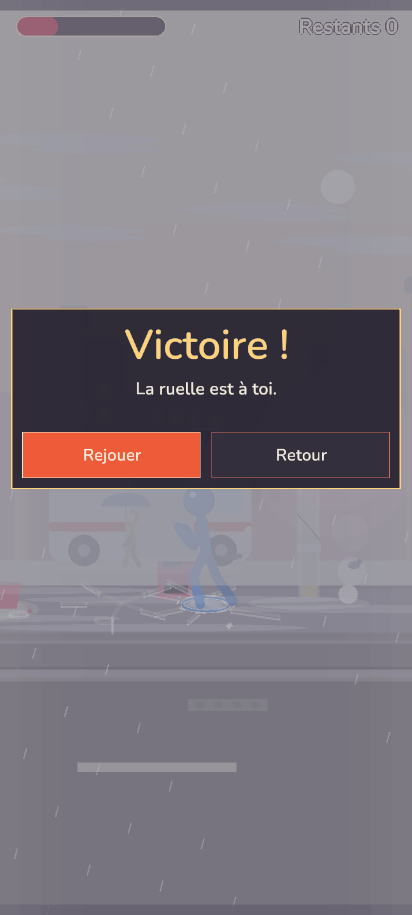 Restants 0
Victoire !
La ruelle est à toi.
Rejouer
Retour